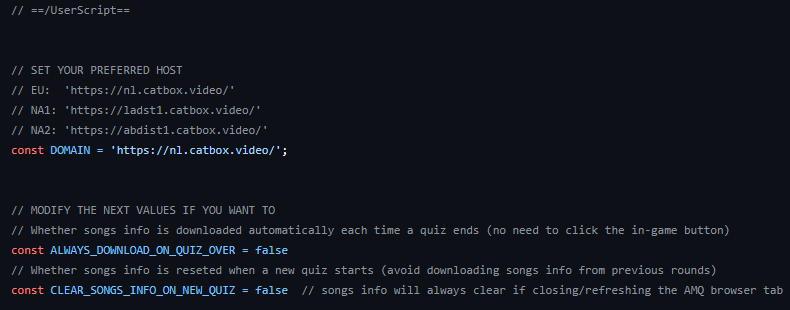 // ==/UserScript==
// SET YOUR PREFERRED HOST
// EU:  'https://nl.catbox.video/'
// NA1: 'https://ladst1.catbox.video/'
// NA2: 'https://abdist1.catbox.video/'
const DOMAIN = 'https://nl.catbox.video/';
// MODIFY THE NEXT VALUES IF YOU WANT TO
// Whether songs info is downloaded automatically each time a quiz ends (no need to click the in-game button)
const ALWAYS_DOWNLOAD_ON_QUIZ_OVER = false
// Whether songs info is reseted when a new quiz starts (avoid downloading songs info from previous rounds)
const CLEAR_SONGS_INFO_ON_NEW_QUIZ = false  // songs info will always clear if closing/refreshing the AMQ browser tab